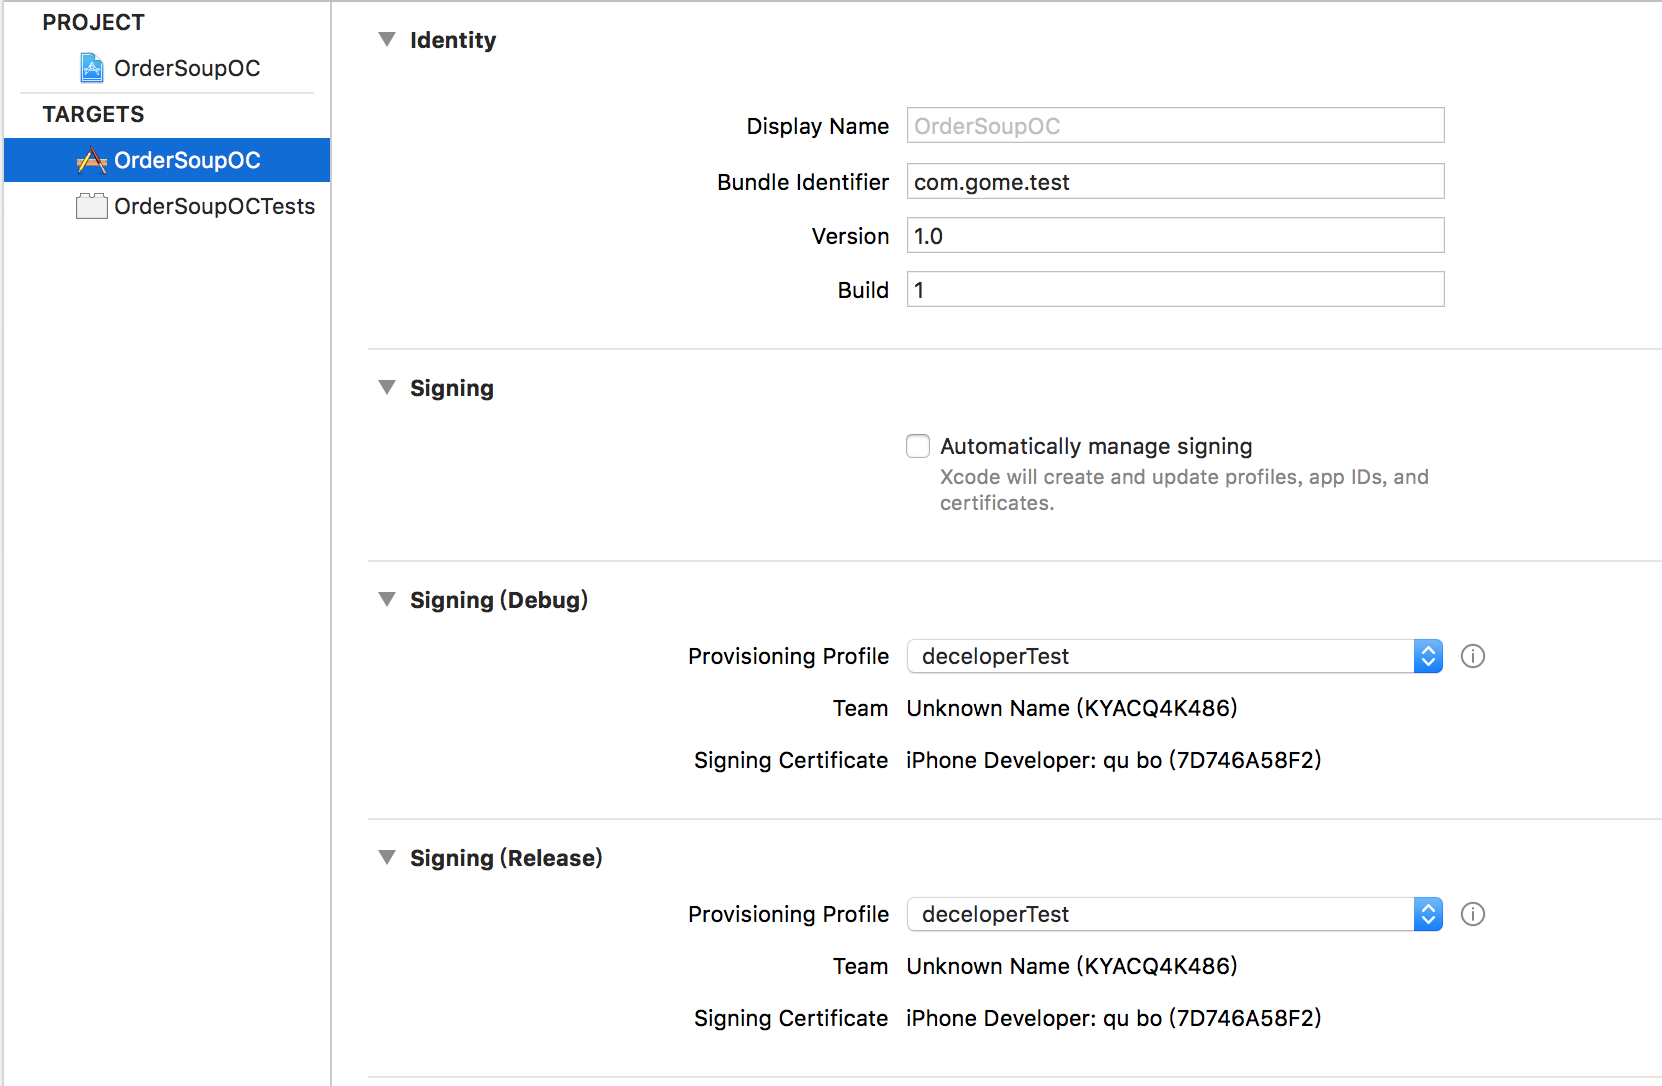 PROJECT
OrderSoupOC
TARGETS
OrderSoupOC
OrderSoupOCTests
Identity
Display Name OrderSoupOC
Bundle Identifier com.gome.test
Version 1.0
Build 1
Signing
Automatically manage signing
Xcode will create and update profiles, app IDs, and
certificates.
Signing (Debug)
Provisioning Profile deceloperTest
Team Unknown Name (KYACQ4K486)
Signing Certificate iPhone Developer: qu bo (7D746A58F2)
Signing (Release)
Provisioning Profile deceloperTest
Team Unknown Name (KYACQ4K486)
Signing Certificate iPhone Developer: qu bo (7D746A58F2)